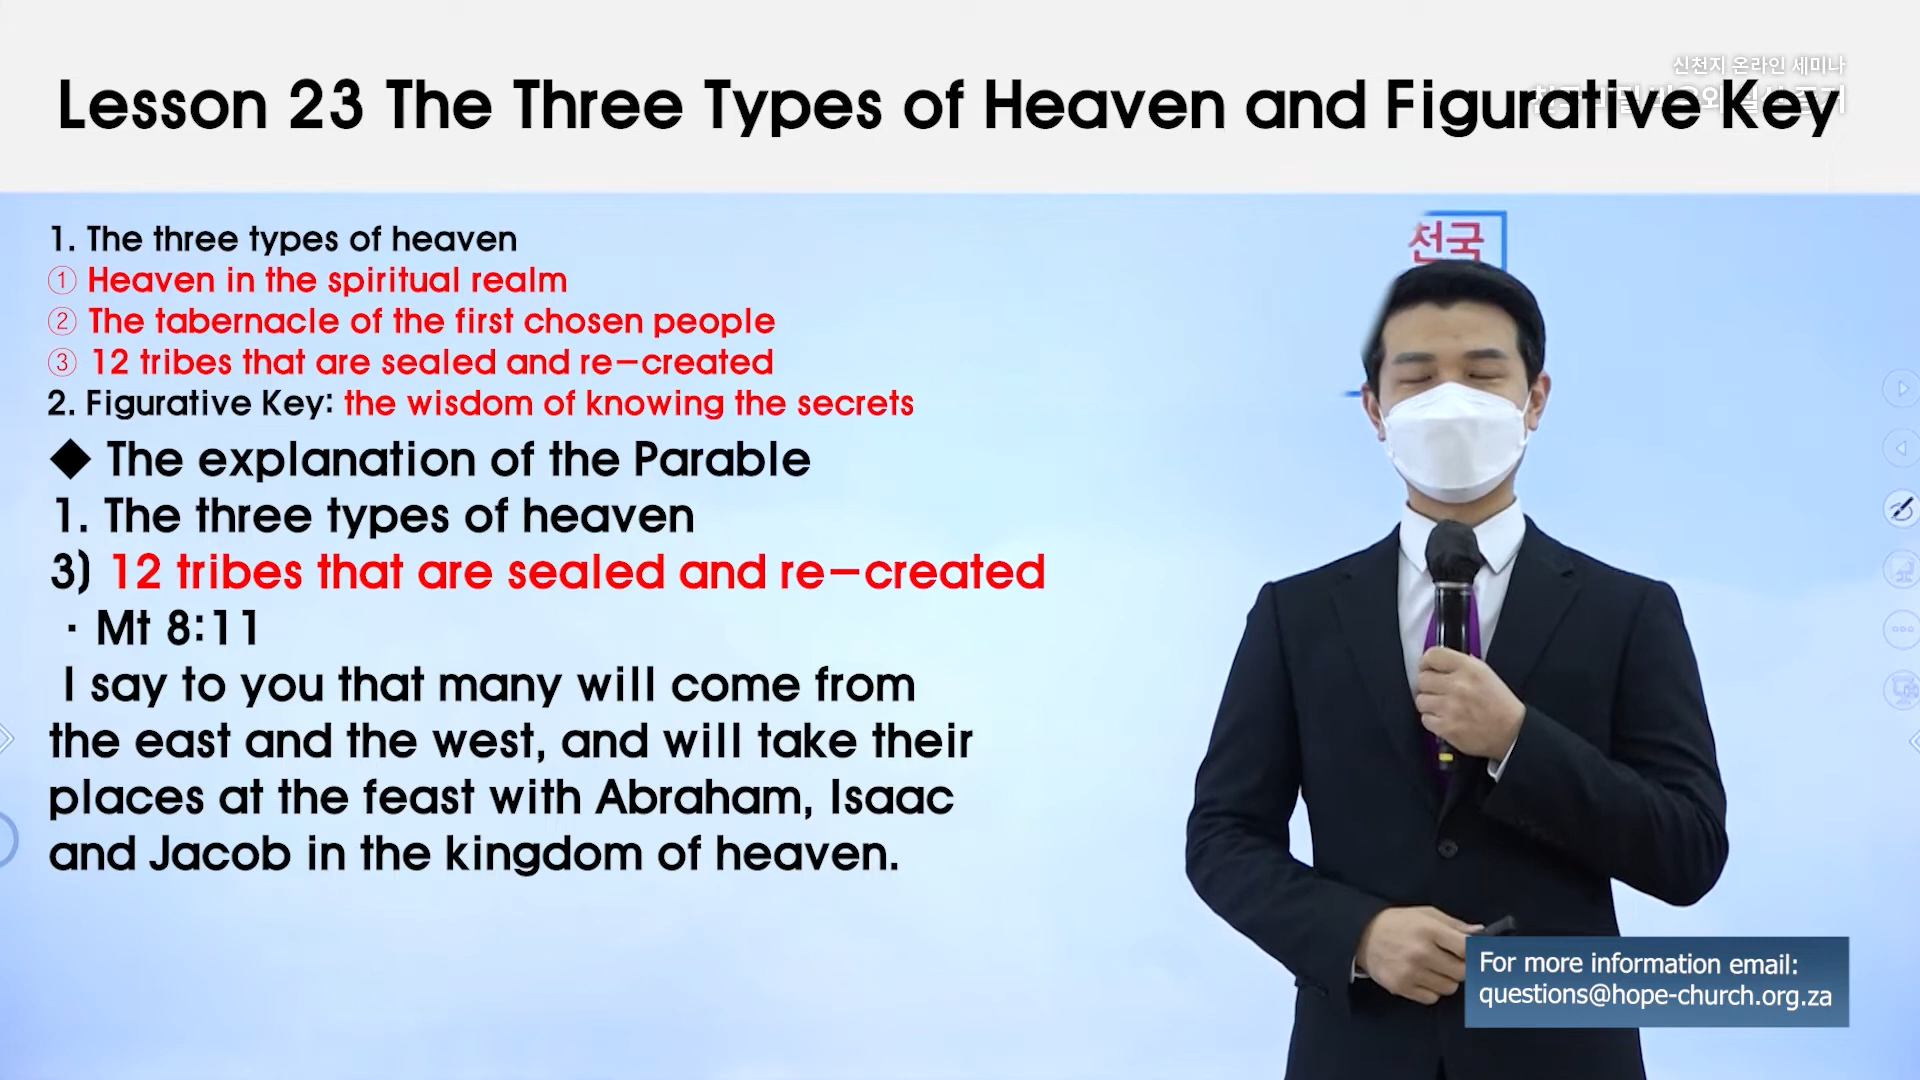 신천지 온라인 세미나
Lesson 23 The Three Types of Heaven and Figurative Key
1. The three types of heaven
① Heaven in the spiritual realm
② The tabernacle of the first chosen people
③ 12 tribes that are sealed and re-created
2. Figurative Key: the wisdom of knowing the secrets
◆ The explanation of the Parable
1. The three types of heaven
3) 12 tribes that are sealed and re-created
· Mt 8:11
I say to you that many will come from
the east and the west, and will take their
places at the feast with Abraham, Isaac
and Jacob in the kingdom of heaven.
천국
For more information email:
questions@hope-church.org.za